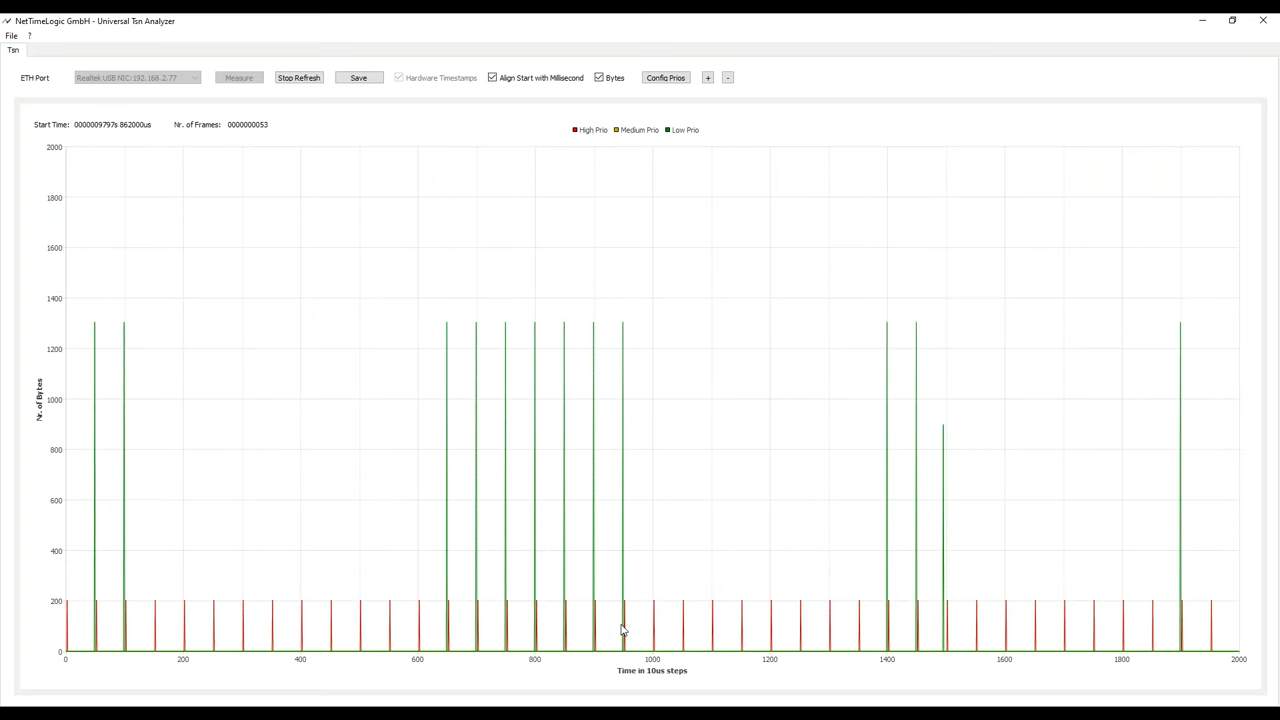 NetTimeLogic GmbH - Universal Tsn Analyzer
File ?
Tsn
ETH Port Realtek USB NIC: 192.168.2.77 Measure Stop Refresh Save Hardware Timestamps Align Start with Millisecond Bytes Config Prios + -
Start Time: 0000009797s 862000us Nr. of Frames: 0000000053
High Prio Medium Prio Low Prio
2000
1800
1600
1400
1200
1000
800
600
400
200
0
Nr. of Bytes
0 200 400 600 800 1000 1200 1400 1600 1800 2000
Time in 10us steps